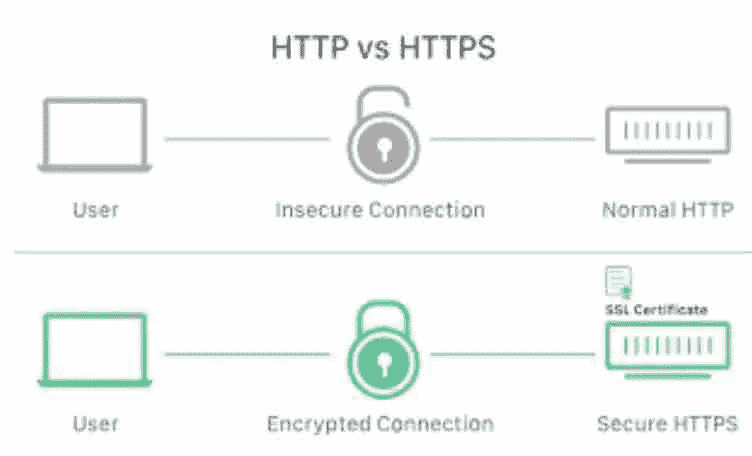 HTTP vs HTTPS
User
Insecure Connection
Normal HTTP
SSL Certificate
User
Encrypted Connection
Secure HTTPS